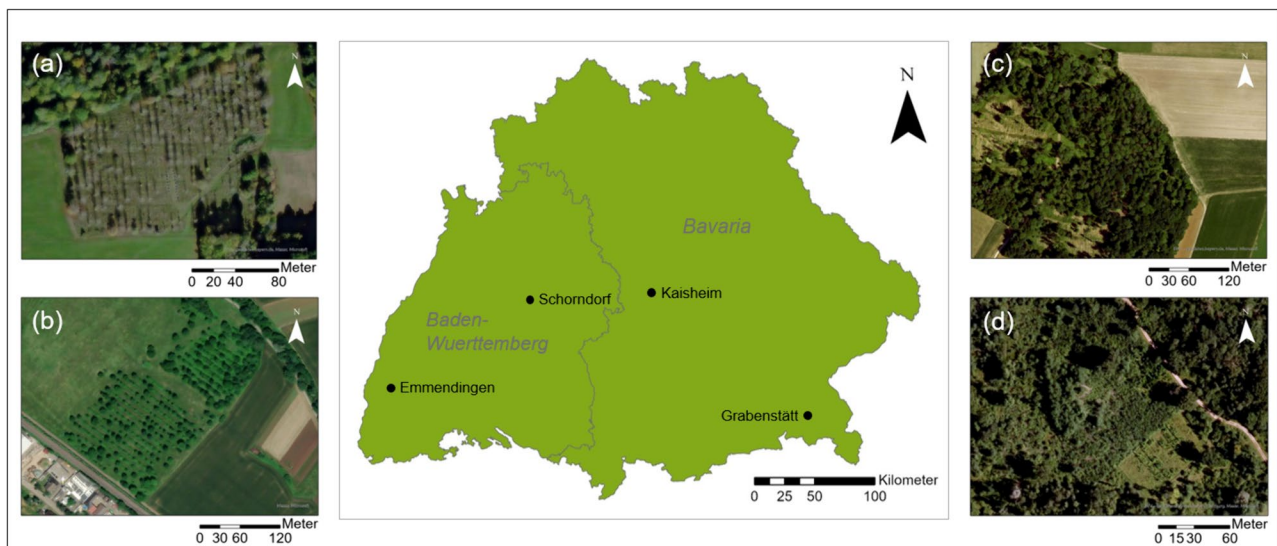 (a)
N
Meter
0 20 40 80
(b)
N
Meter
0 30 60 120
N
Bavaria
Schorndorf
Kaisheim
Baden-
Wuerttemberg
Emmendingen
Grabenstätt
Kilometer
0 25 50 100
(c)
N
Meter
0 30 60 120
(d)
N
Meter
0 15 30 60